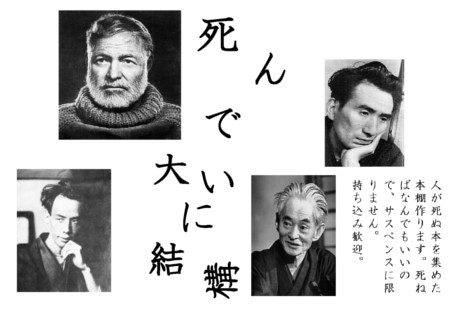 死んで
大いに
結構
人が死ぬ本を集めた
本棚作ります。死ね
ばなんでもいいの
で、サスペンスに限
りません。
持ち込み歓迎。